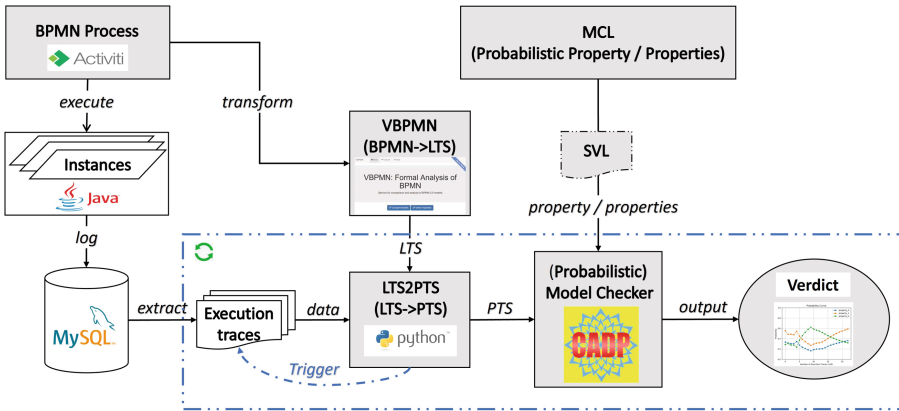 BPMN Process
Activiti
MCL
(Probabilistic Property / Properties)
execute
transform
VBPMN
(BPMN->LTS)
VBPMN: Formal Analysis of
BPMN
SVL
Instances
Java
property / properties
log
LTS
LTS2PTS
(LTS->PTS)
python
(Probabilistic)
Model Checker
CADP
Verdict
MySQL
extract
Execution
traces
data
PTS
output
Trigger